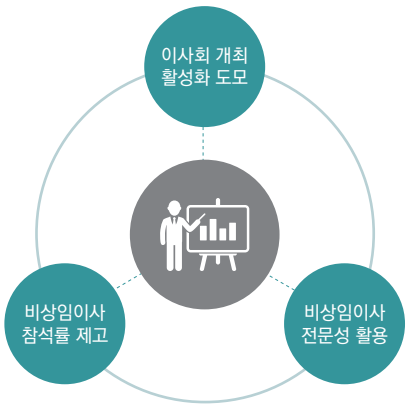 이사회 개최
활성화 도모
비상임이사
참석률 제고
비상임이사
전문성 활용